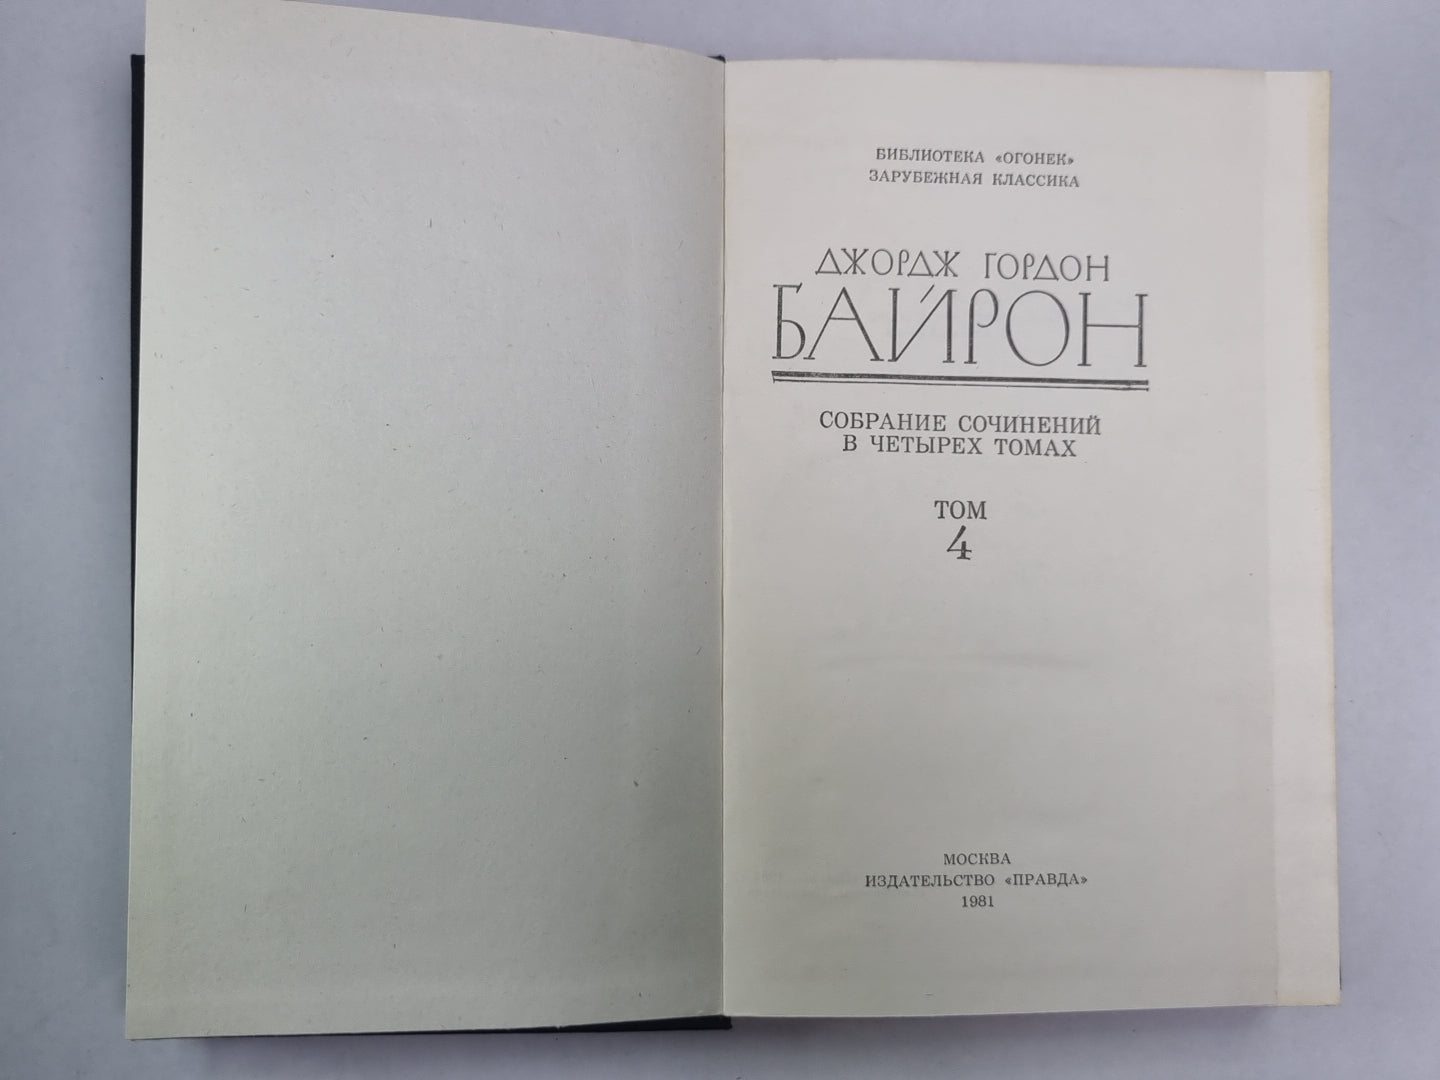 БИБЛИОТЕКА «ОГОНЕК»
ЗАРУБЕЖНАЯ КЛАССИКА
ДЖОРДЖ ГОРДОН
БАЙРОН
СОБРАНИЕ СОЧИНЕНИЙ
В ЧЕТЫРЕХ ТОМАХ
ТОМ
4
МОСКВА
ИЗДАТЕЛЬСТВО «ПРАВДА»
1981